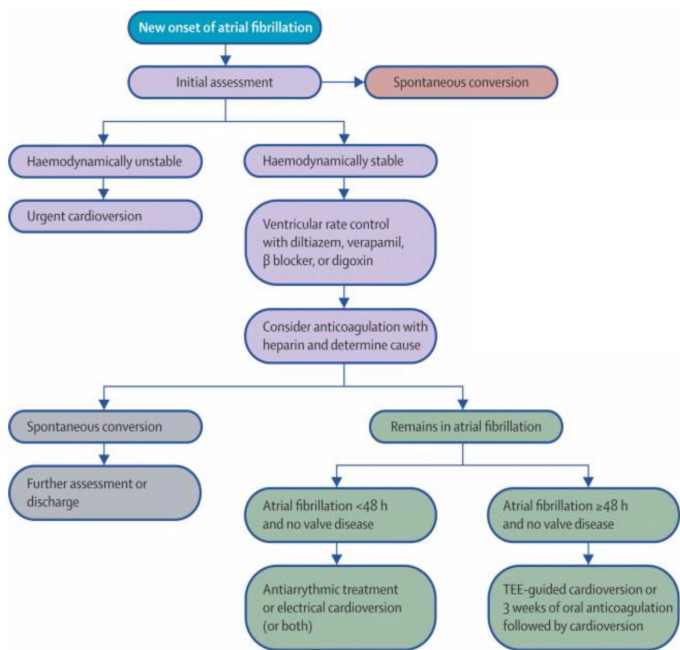 New onset of atrial fibrillation
Initial assessment
Spontaneous conversion
Haemodynamically unstable
Haemodynamically stable
Urgent cardioversion
Ventricular rate control
with diltiazem, verapamil,
β blocker, or digoxin
Consider anticoagulation with
heparin and determine cause
Spontaneous conversion
Remains in atrial fibrillation
Further assessment or
discharge
Atrial fibrillation <48 h
and no valve disease
Atrial fibrillation ≥48 h
and no valve disease
Antiarrythmic treatment
or electrical cardioversion
(or both)
TEE-guided cardioversion or
3 weeks of oral anticoagulation
followed by cardioversion